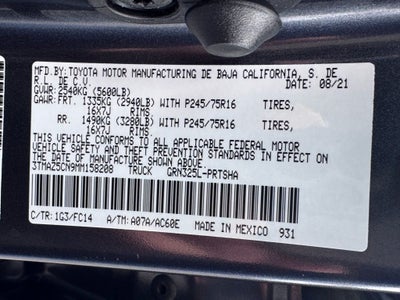 MFD.BY:TOYOTA MOTOR MANUFACTURING DE BAJA CALIFORNIA, S. DE
R.L. DE C.V. DATE: 08/21
GVWR: 2540KG (5600LB)
GAWR: FRT. 1335KG (2940LB) WITH P245/75R16 TIRES,
16X7J RIMS
RR. 1490KG (3280LB) WITH P245/75R16 TIRES,
16X7J RIMS
THIS VEHICLE CONFORMS TO ALL APPLICABLE FEDERAL MOTOR
VEHICLE SAFETY AND THEFT PREVENTION STANDARDS IN EFFECT
ON THE DATE OF MANUFACTURE SHOWN ABOVE.
3TMAZ5CN9MM158208 TRUCK GRN325L-PRTSHA
C/TR: 1G3/FC14 A/TM: A07A/AC60E MADE IN MEXICO 931